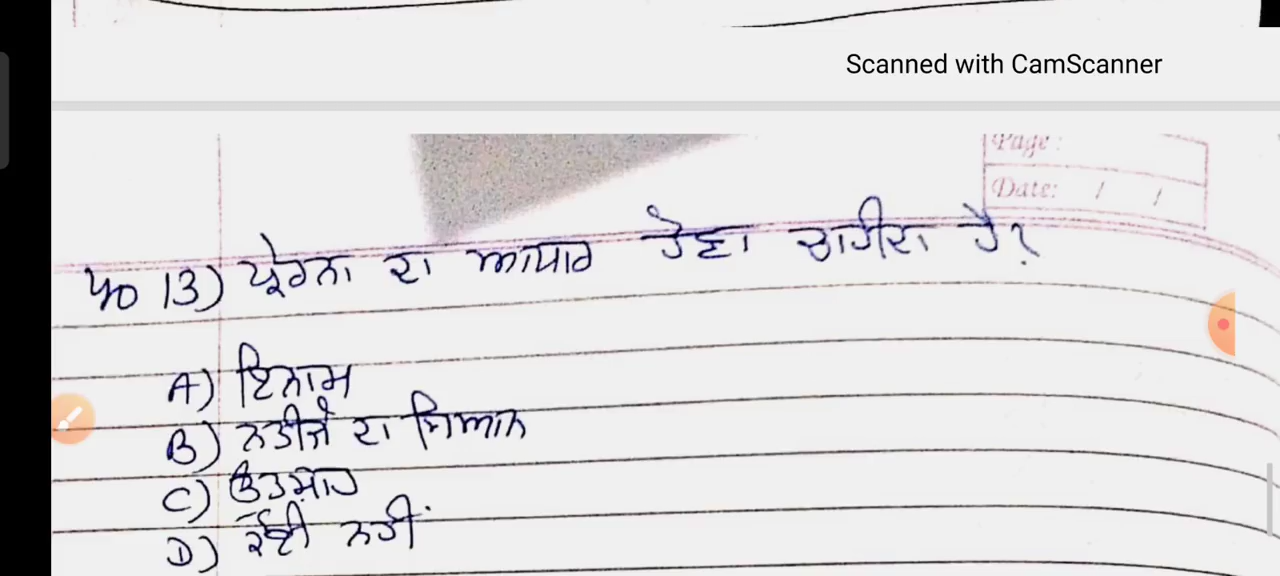 Scanned with CamScanner
Page :
Date: / /
ਪ੍ਰ0 13) ਪ੍ਰੇਰਨਾ ਦਾ ਆਧਾਰ ਹੋਣਾ ਚਾਹੀਦਾ ਹੈ?
A) ਇਨਾਮ
B) ਨਤੀਜੇ ਦਾ ਗਿਆਨ
C) ਉਤਸ਼ਾਹ
D) ਕੋਈ ਨਹੀਂ